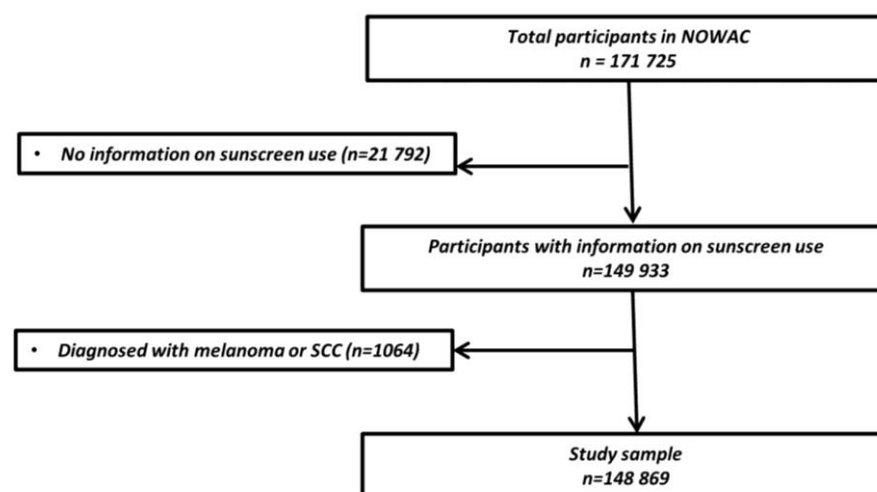 Total participants in NOWAC
n = 171 725
• No information on sunscreen use (n=21 792)
Participants with information on sunscreen use
n=149 933
• Diagnosed with melanoma or SCC (n=1064)
Study sample
n=148 869